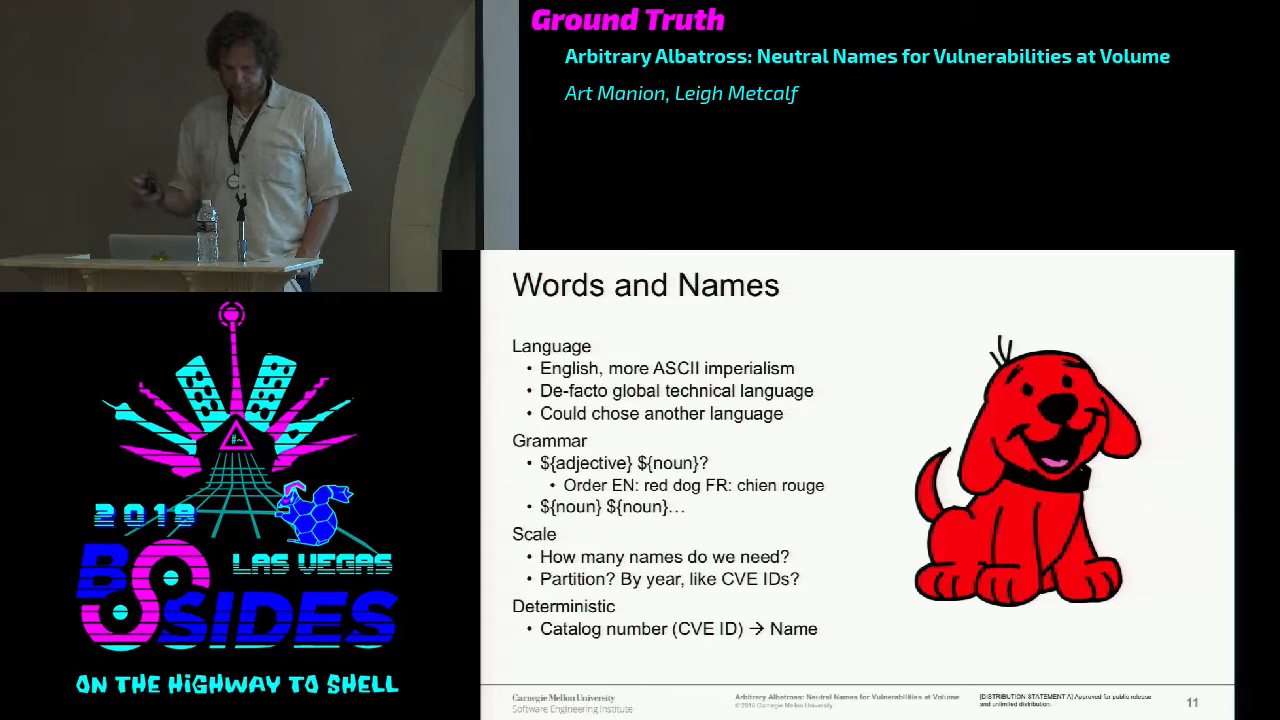 Ground Truth
Arbitrary Albatross: Neutral Names for Vulnerabilities at Volume
Art Manion, Leigh Metcalf
Words and Names
Language
• English, more ASCII imperialism
• De-facto global technical language
• Could chose another language
Grammar
• ${adjective} ${noun}?
• Order EN: red dog FR: chien rouge
• ${noun} ${noun}…
Scale
• How many names do we need?
• Partition? By year, like CVE IDs?
Deterministic
• Catalog number (CVE ID) → Name
Carnegie Mellon University
Software Engineering Institute
Arbitrary Albatross: Neutral Names for Vulnerabilities at Volume
© 2019 Carnegie Mellon University
[DISTRIBUTION STATEMENT A] Approved for public release
and unlimited distribution.
11
#~
2019
LAS VEGAS
BSIDES
ON THE HIGHWAY TO SHELL